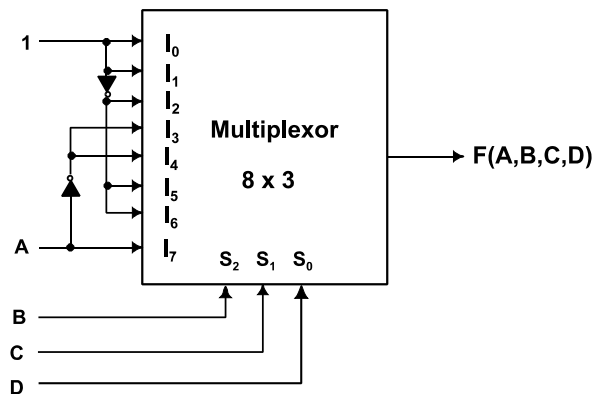 1
I0
I1
I2
I3
I4
I5
I6
I7
Multiplexor
8 x 3
F(A,B,C,D)
A
S2 S1 S0
B
C
D